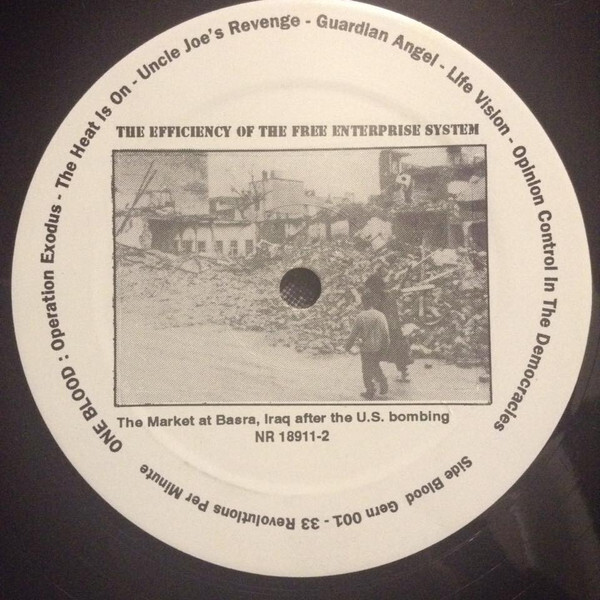 ONE BLOOD : Operation Exodus - The Heat Is On - Uncle Joe's Revenge - Guardian Angel - Life Vision - Opinion Control In The Democracies
THE EFFICIENCY OF THE FREE ENTERPRISE SYSTEM
The Market at Basra, Iraq after the U.S. bombing
NR 18911-2
Side Blood Gern 001 - 33 Revolutions Per Minute